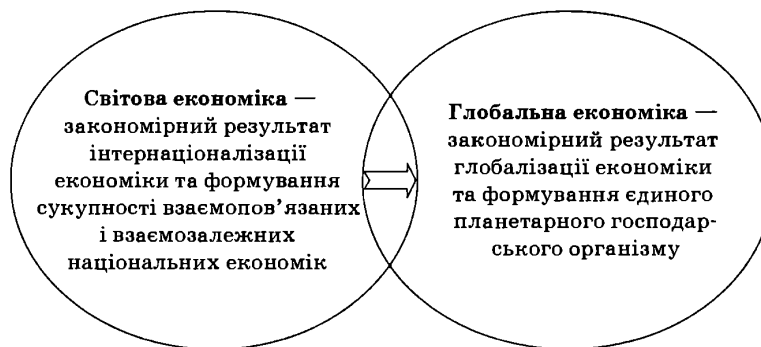 Світова економіка —
закономірний результат
інтернаціоналізації
економіки та формування
сукупності взаємопов’язаних
і взаємозалежних
національних економік
Глобальна економіка —
закономірний результат
глобалізації економіки
та формування єдиного
планетарного господар-
ського організму